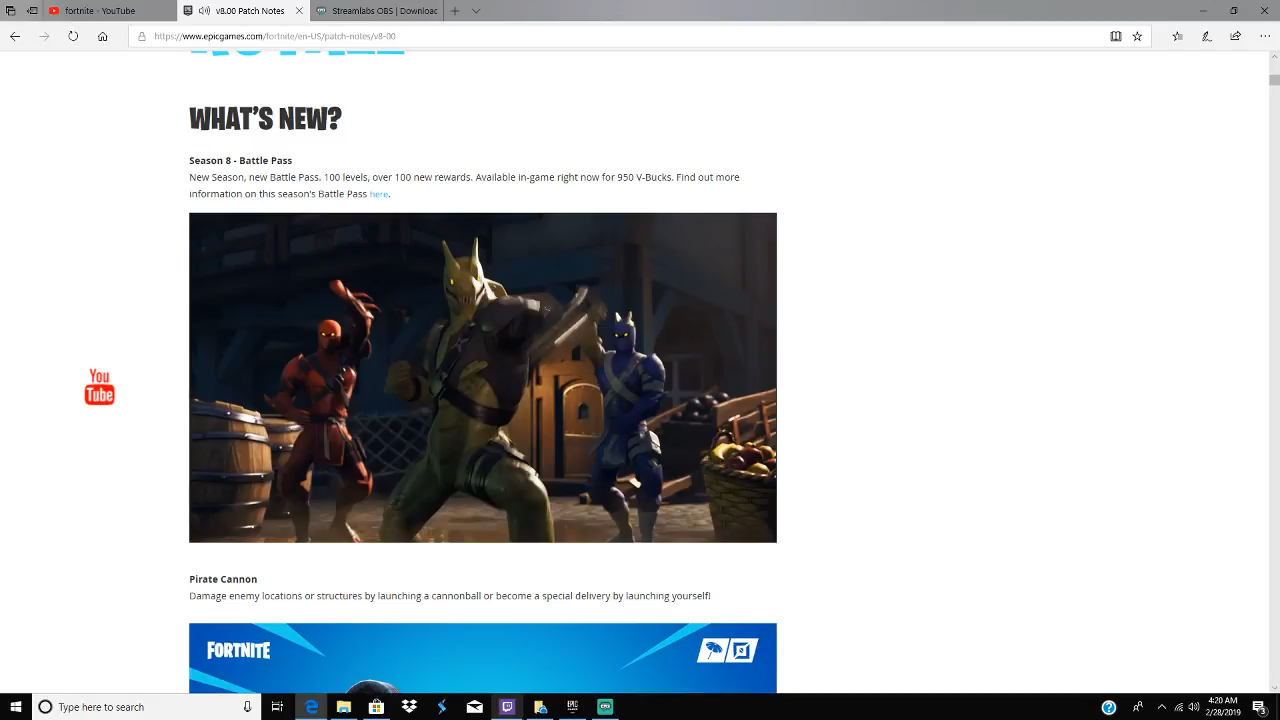 fortnite - YouTube
v8.00 Patch Notes
Streamlabs OBS | Downloac
https://www.epicgames.com/fortnite/en-US/patch-notes/v8-00
WHAT'S NEW?
Season 8 - Battle Pass
New Season, new Battle Pass. 100 levels, over 100 new rewards. Available in-game right now for 950 V-Bucks. Find out more
information on this season's Battle Pass here.
You
Tube
Pirate Cannon
Damage enemy locations or structures by launching a cannonball or become a special delivery by launching yourself!
FORTNITE
Type here to search
4:20 AM
2/28/2019